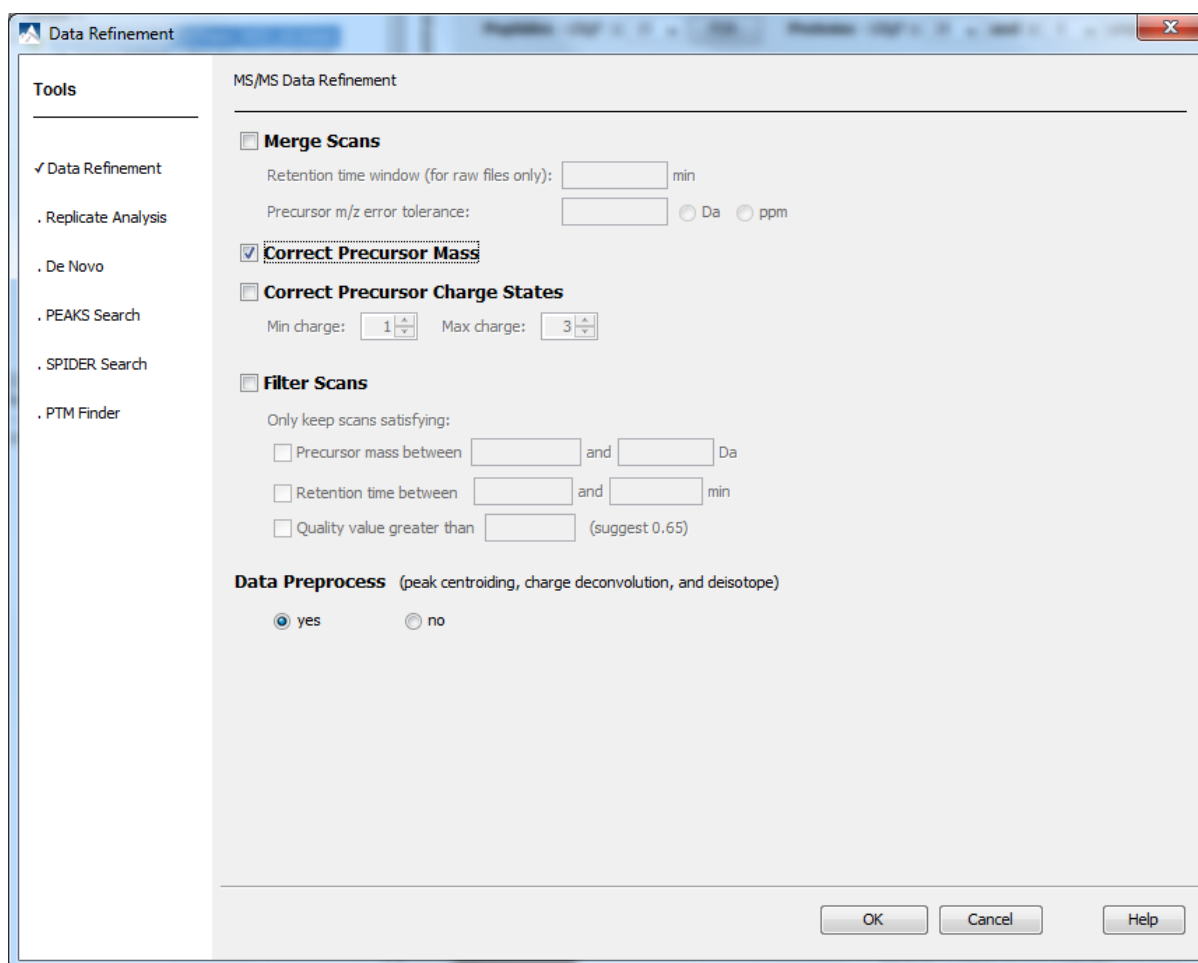 Data Refinement
Tools
✓ Data Refinement
. Replicate Analysis
. De Novo
. PEAKS Search
. SPIDER Search
. PTM Finder
MS/MS Data Refinement
Merge Scans
Retention time window (for raw files only): min
Precursor m/z error tolerance: Da ppm
Correct Precursor Mass
Correct Precursor Charge States
Min charge: 1 Max charge: 3
Filter Scans
Only keep scans satisfying:
Precursor mass between and Da
Retention time between and min
Quality value greater than (suggest 0.65)
Data Preprocess (peak centroiding, charge deconvolution, and deisotope)
yes no
OK Cancel Help